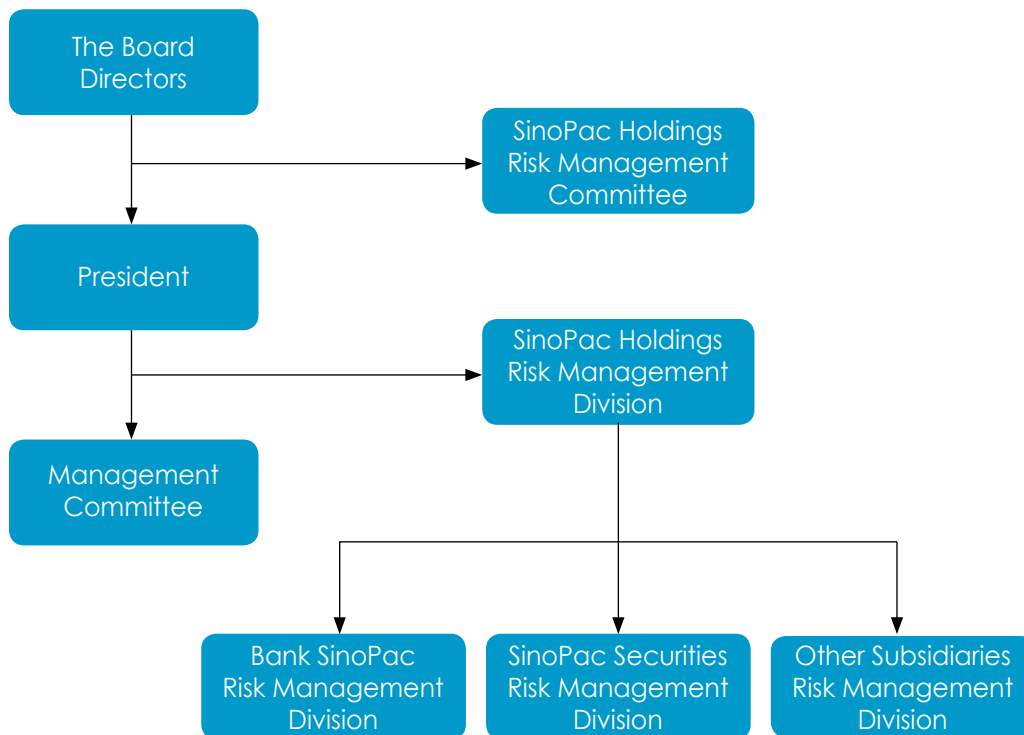 The Board
Directors
SinoPac Holdings
Risk Management
Committee
President
SinoPac Holdings
Risk Management
Division
Management
Committee
Bank SinoPac
Risk Management
Division
SinoPac Securities
Risk Management
Division
Other Subsidiaries
Risk Management
Division